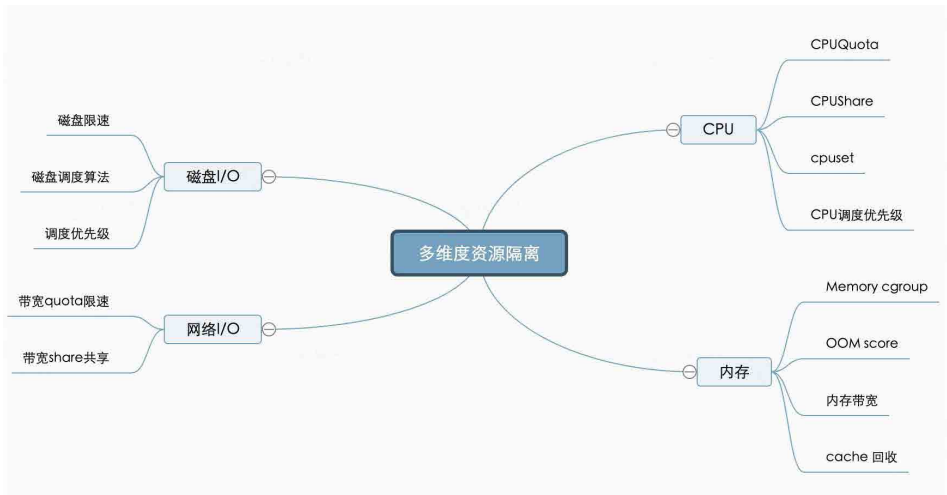 多维度资源隔离
CPU
CPUQuota
CPUShare
cpuset
CPU调度优先级
内存
Memory cgroup
OOM score
内存带宽
cache 回收
磁盘I/O
磁盘限速
磁盘调度算法
调度优先级
网络I/O
带宽quota限速
带宽share共享